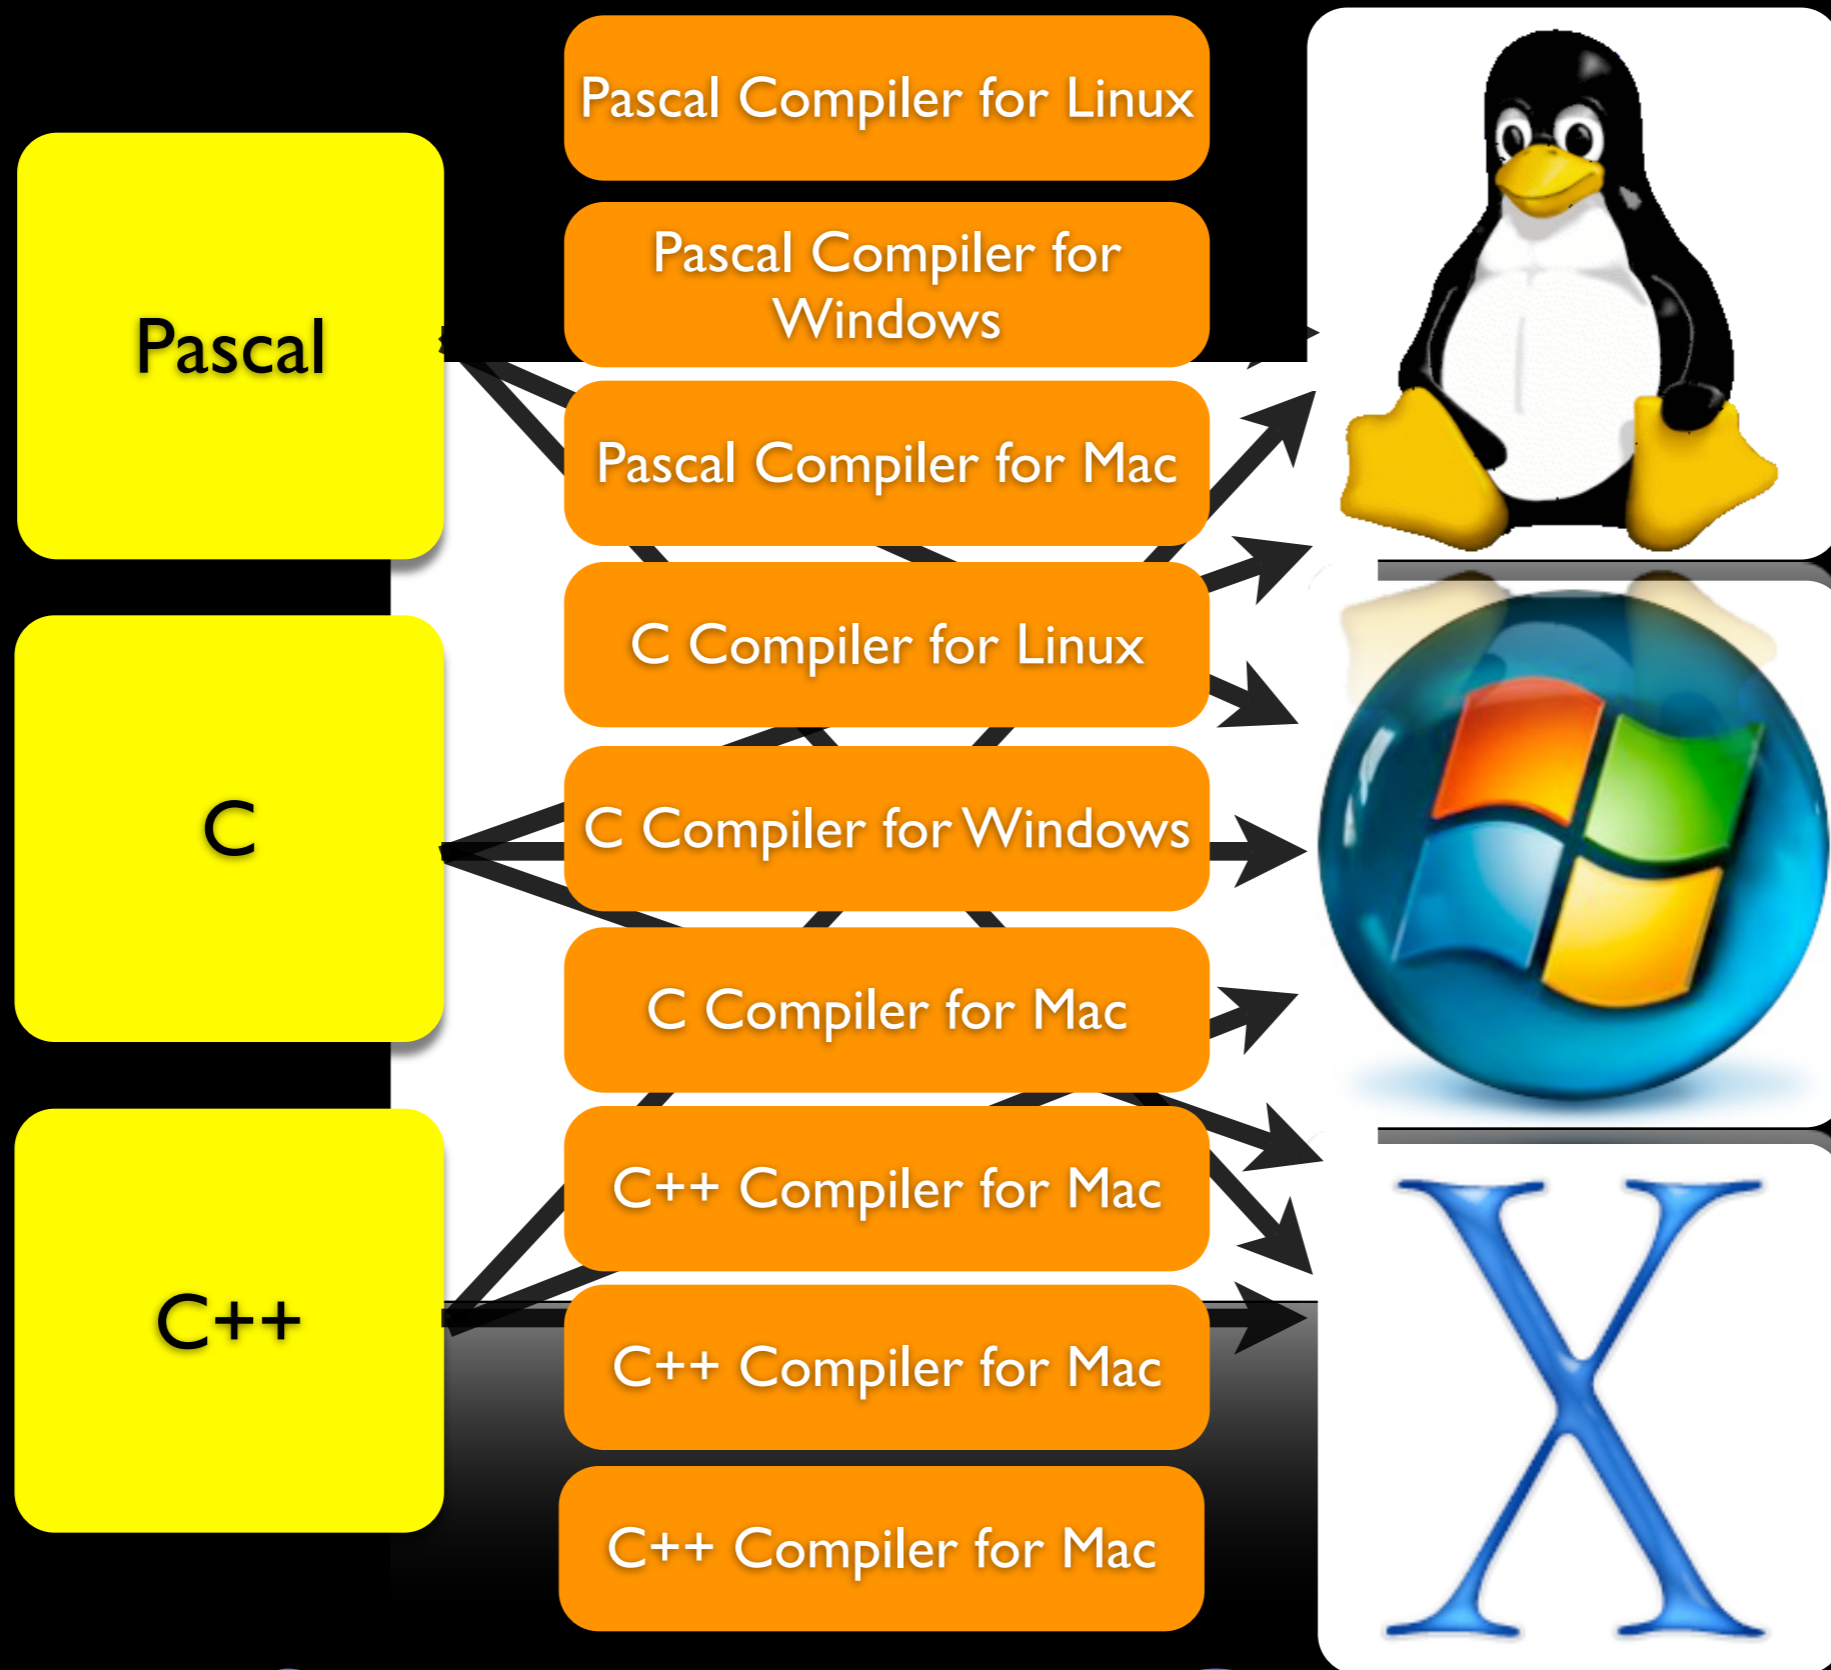 Pascal
C
C++
Pascal Compiler for Linux
Pascal Compiler for
Windows
Pascal Compiler for Mac
C Compiler for Linux
C Compiler for Windows
C Compiler for Mac
C++ Compiler for Mac
C++ Compiler for Mac
C++ Compiler for Mac
X